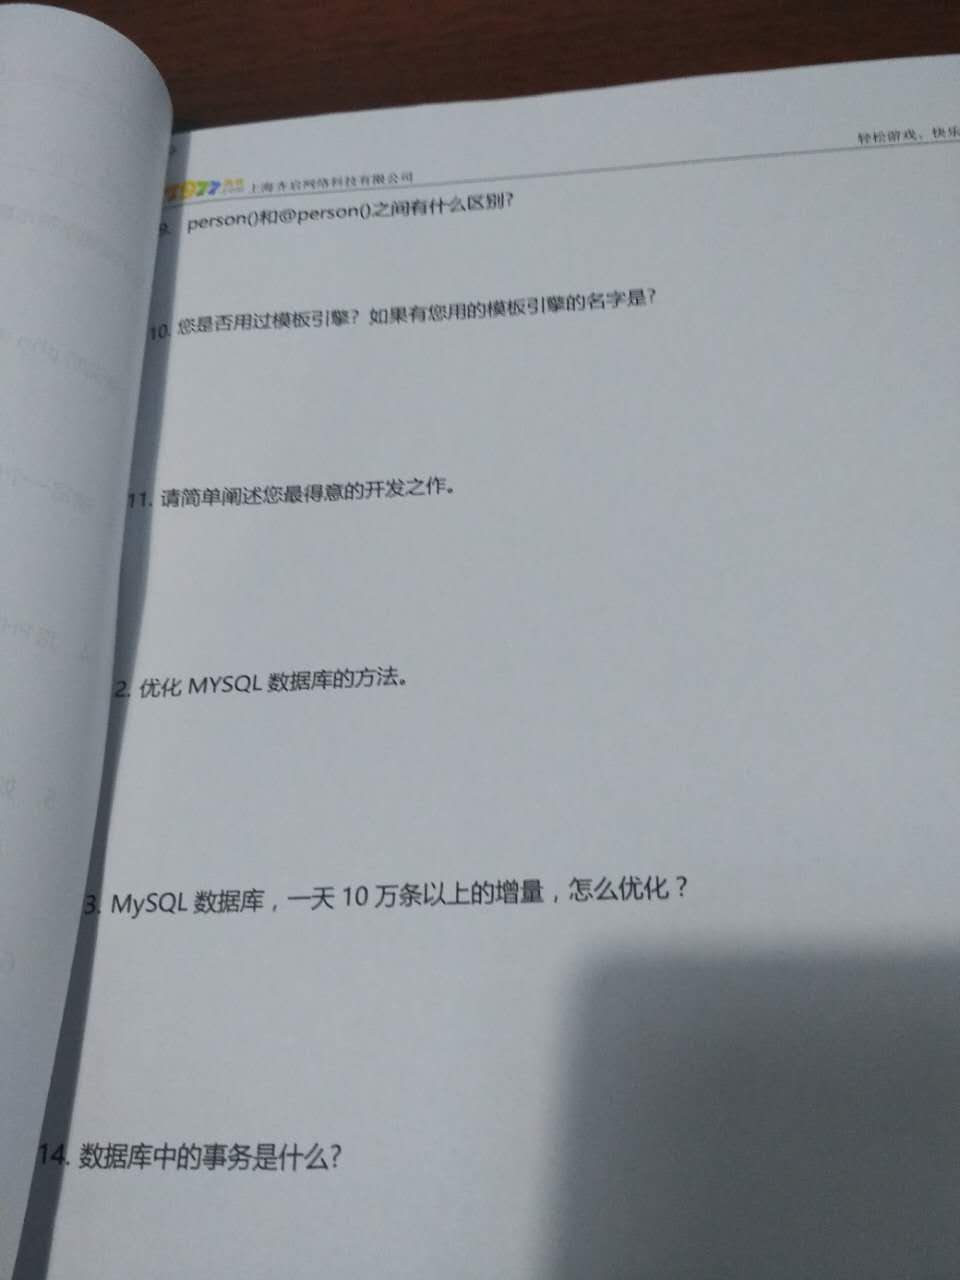 轻松游戏、快乐
7977 .com 上海齐启网络科技有限公司
9. person()和@person()之间有什么区别?
10. 您是否用过模板引擎?如果有您用的模板引擎的名字是?
11. 请简单阐述您最得意的开发之作。
2. 优化 MYSQL 数据库的方法。
3. MySQL 数据库，一天 10 万条以上的增量，怎么优化？
14. 数据库中的事务是什么?